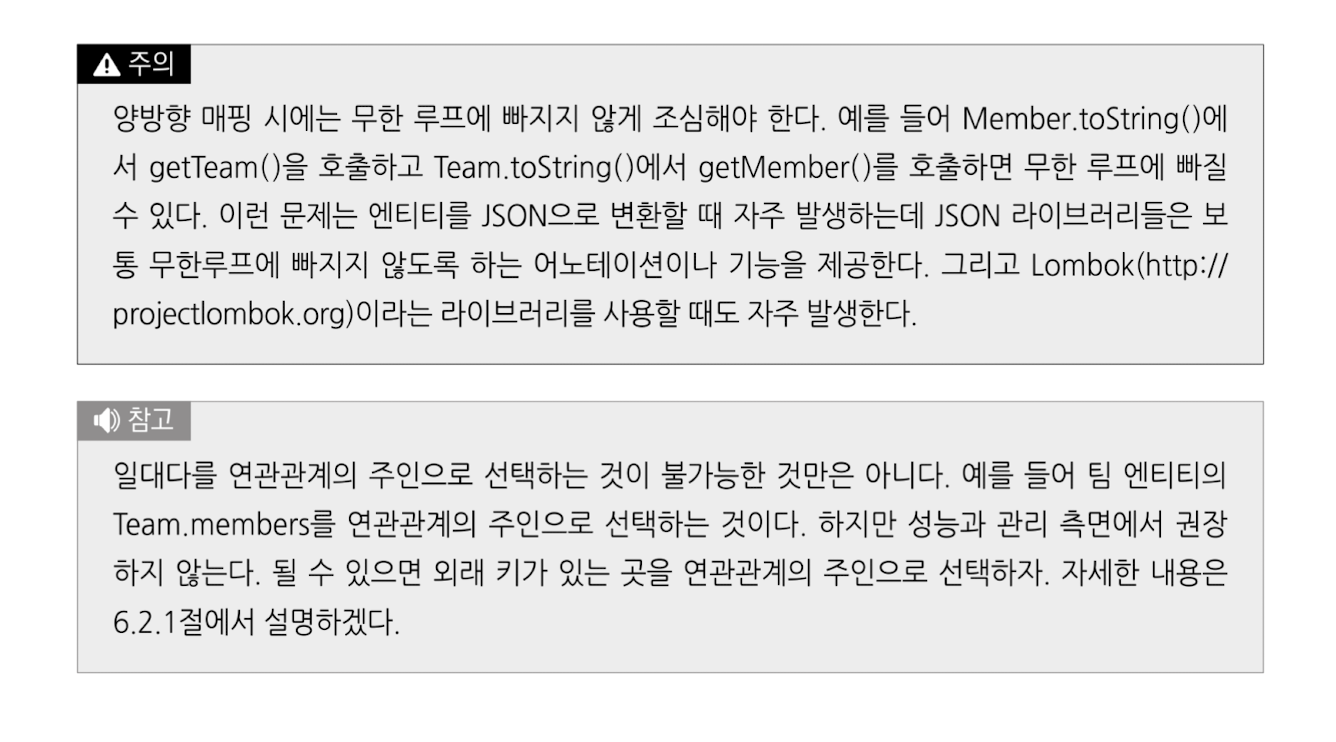 주의
양방향 매핑 시에는 무한 루프에 빠지지 않게 조심해야 한다. 예를 들어 Member.toString()에
서 getTeam()을 호출하고 Team.toString()에서 getMember()를 호출하면 무한 루프에 빠질
수 있다. 이런 문제는 엔티티를 JSON으로 변환할 때 자주 발생하는데 JSON 라이브러리들은 보
통 무한루프에 빠지지 않도록 하는 어노테이션이나 기능을 제공한다. 그리고 Lombok(http://
projectlombok.org)이라는 라이브러리를 사용할 때도 자주 발생한다.
참고
일대다를 연관관계의 주인으로 선택하는 것이 불가능한 것만은 아니다. 예를 들어 팀 엔티티의
Team.members를 연관관계의 주인으로 선택하는 것이다. 하지만 성능과 관리 측면에서 권장
하지 않는다. 될 수 있으면 외래 키가 있는 곳을 연관관계의 주인으로 선택하자. 자세한 내용은
6.2.1절에서 설명하겠다.